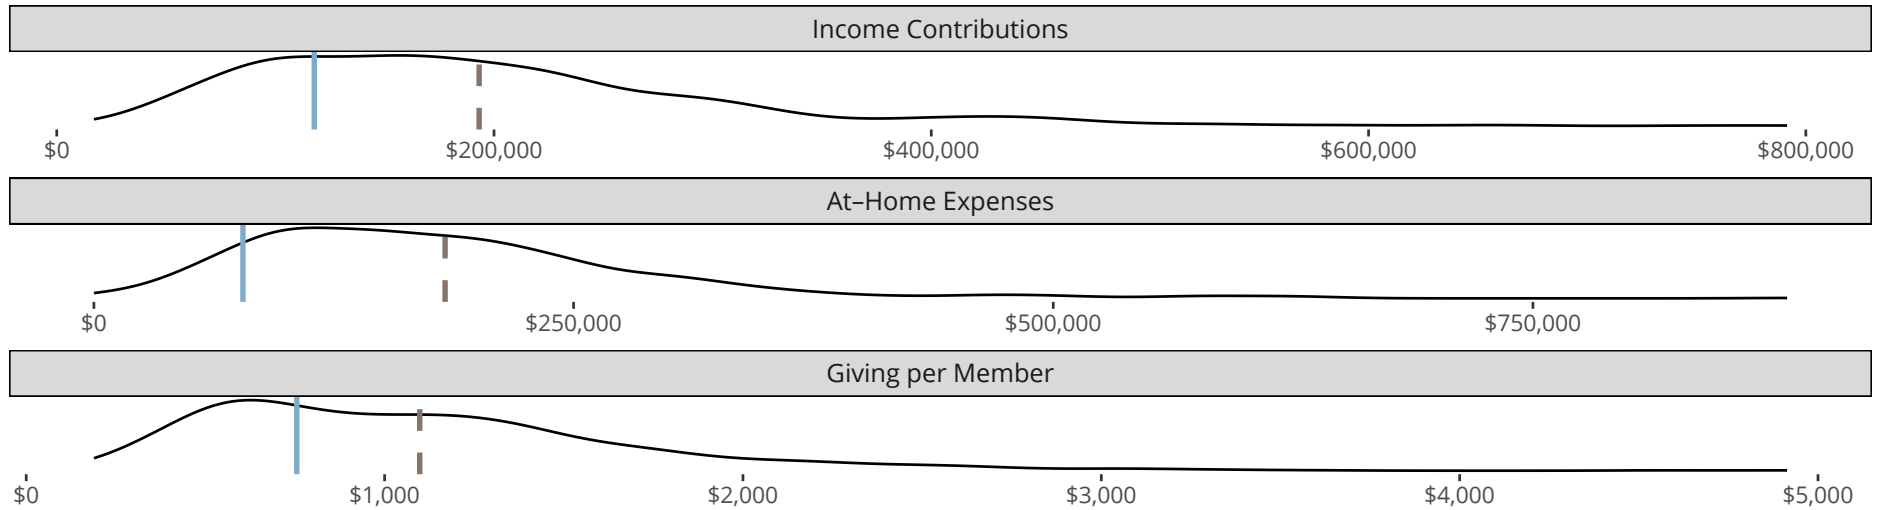 Income Contributions
$0 $200,000 $400,000 $600,000 $800,000
At–Home Expenses
$0 $250,000 $500,000 $750,000
Giving per Member
$0 $1,000 $2,000 $3,000 $4,000 $5,000